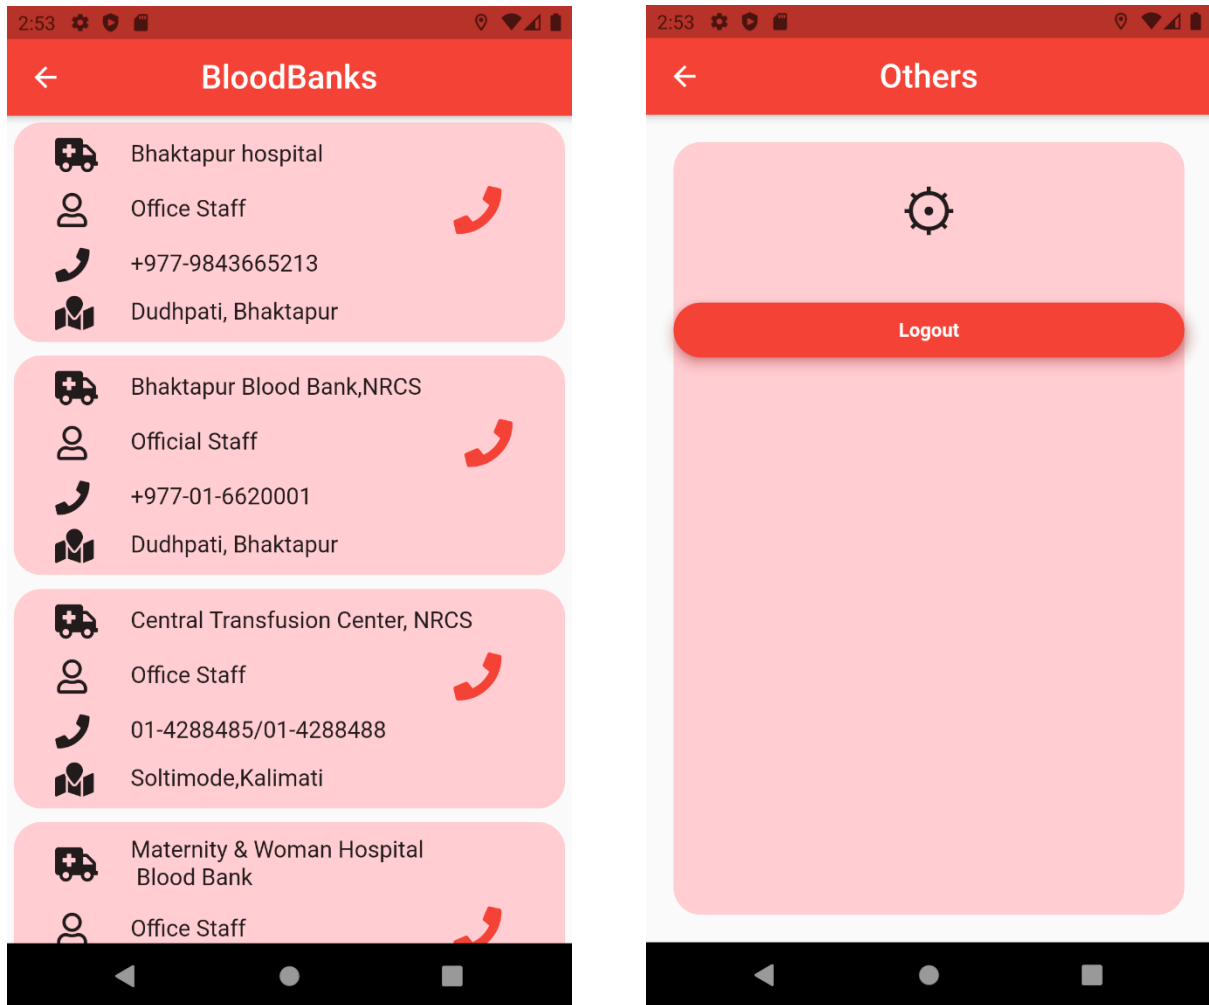 2:53
BloodBanks
Bhaktapur hospital
Office Staff
+977-9843665213
Dudhpati, Bhaktapur
Bhaktapur Blood Bank,NRCS
Official Staff
+977-01-6620001
Dudhpati, Bhaktapur
Central Transfusion Center, NRCS
Office Staff
01-4288485/01-4288488
Soltimode,Kalimati
Maternity & Woman Hospital
Blood Bank
Office Staff
2:53
Others
Logout